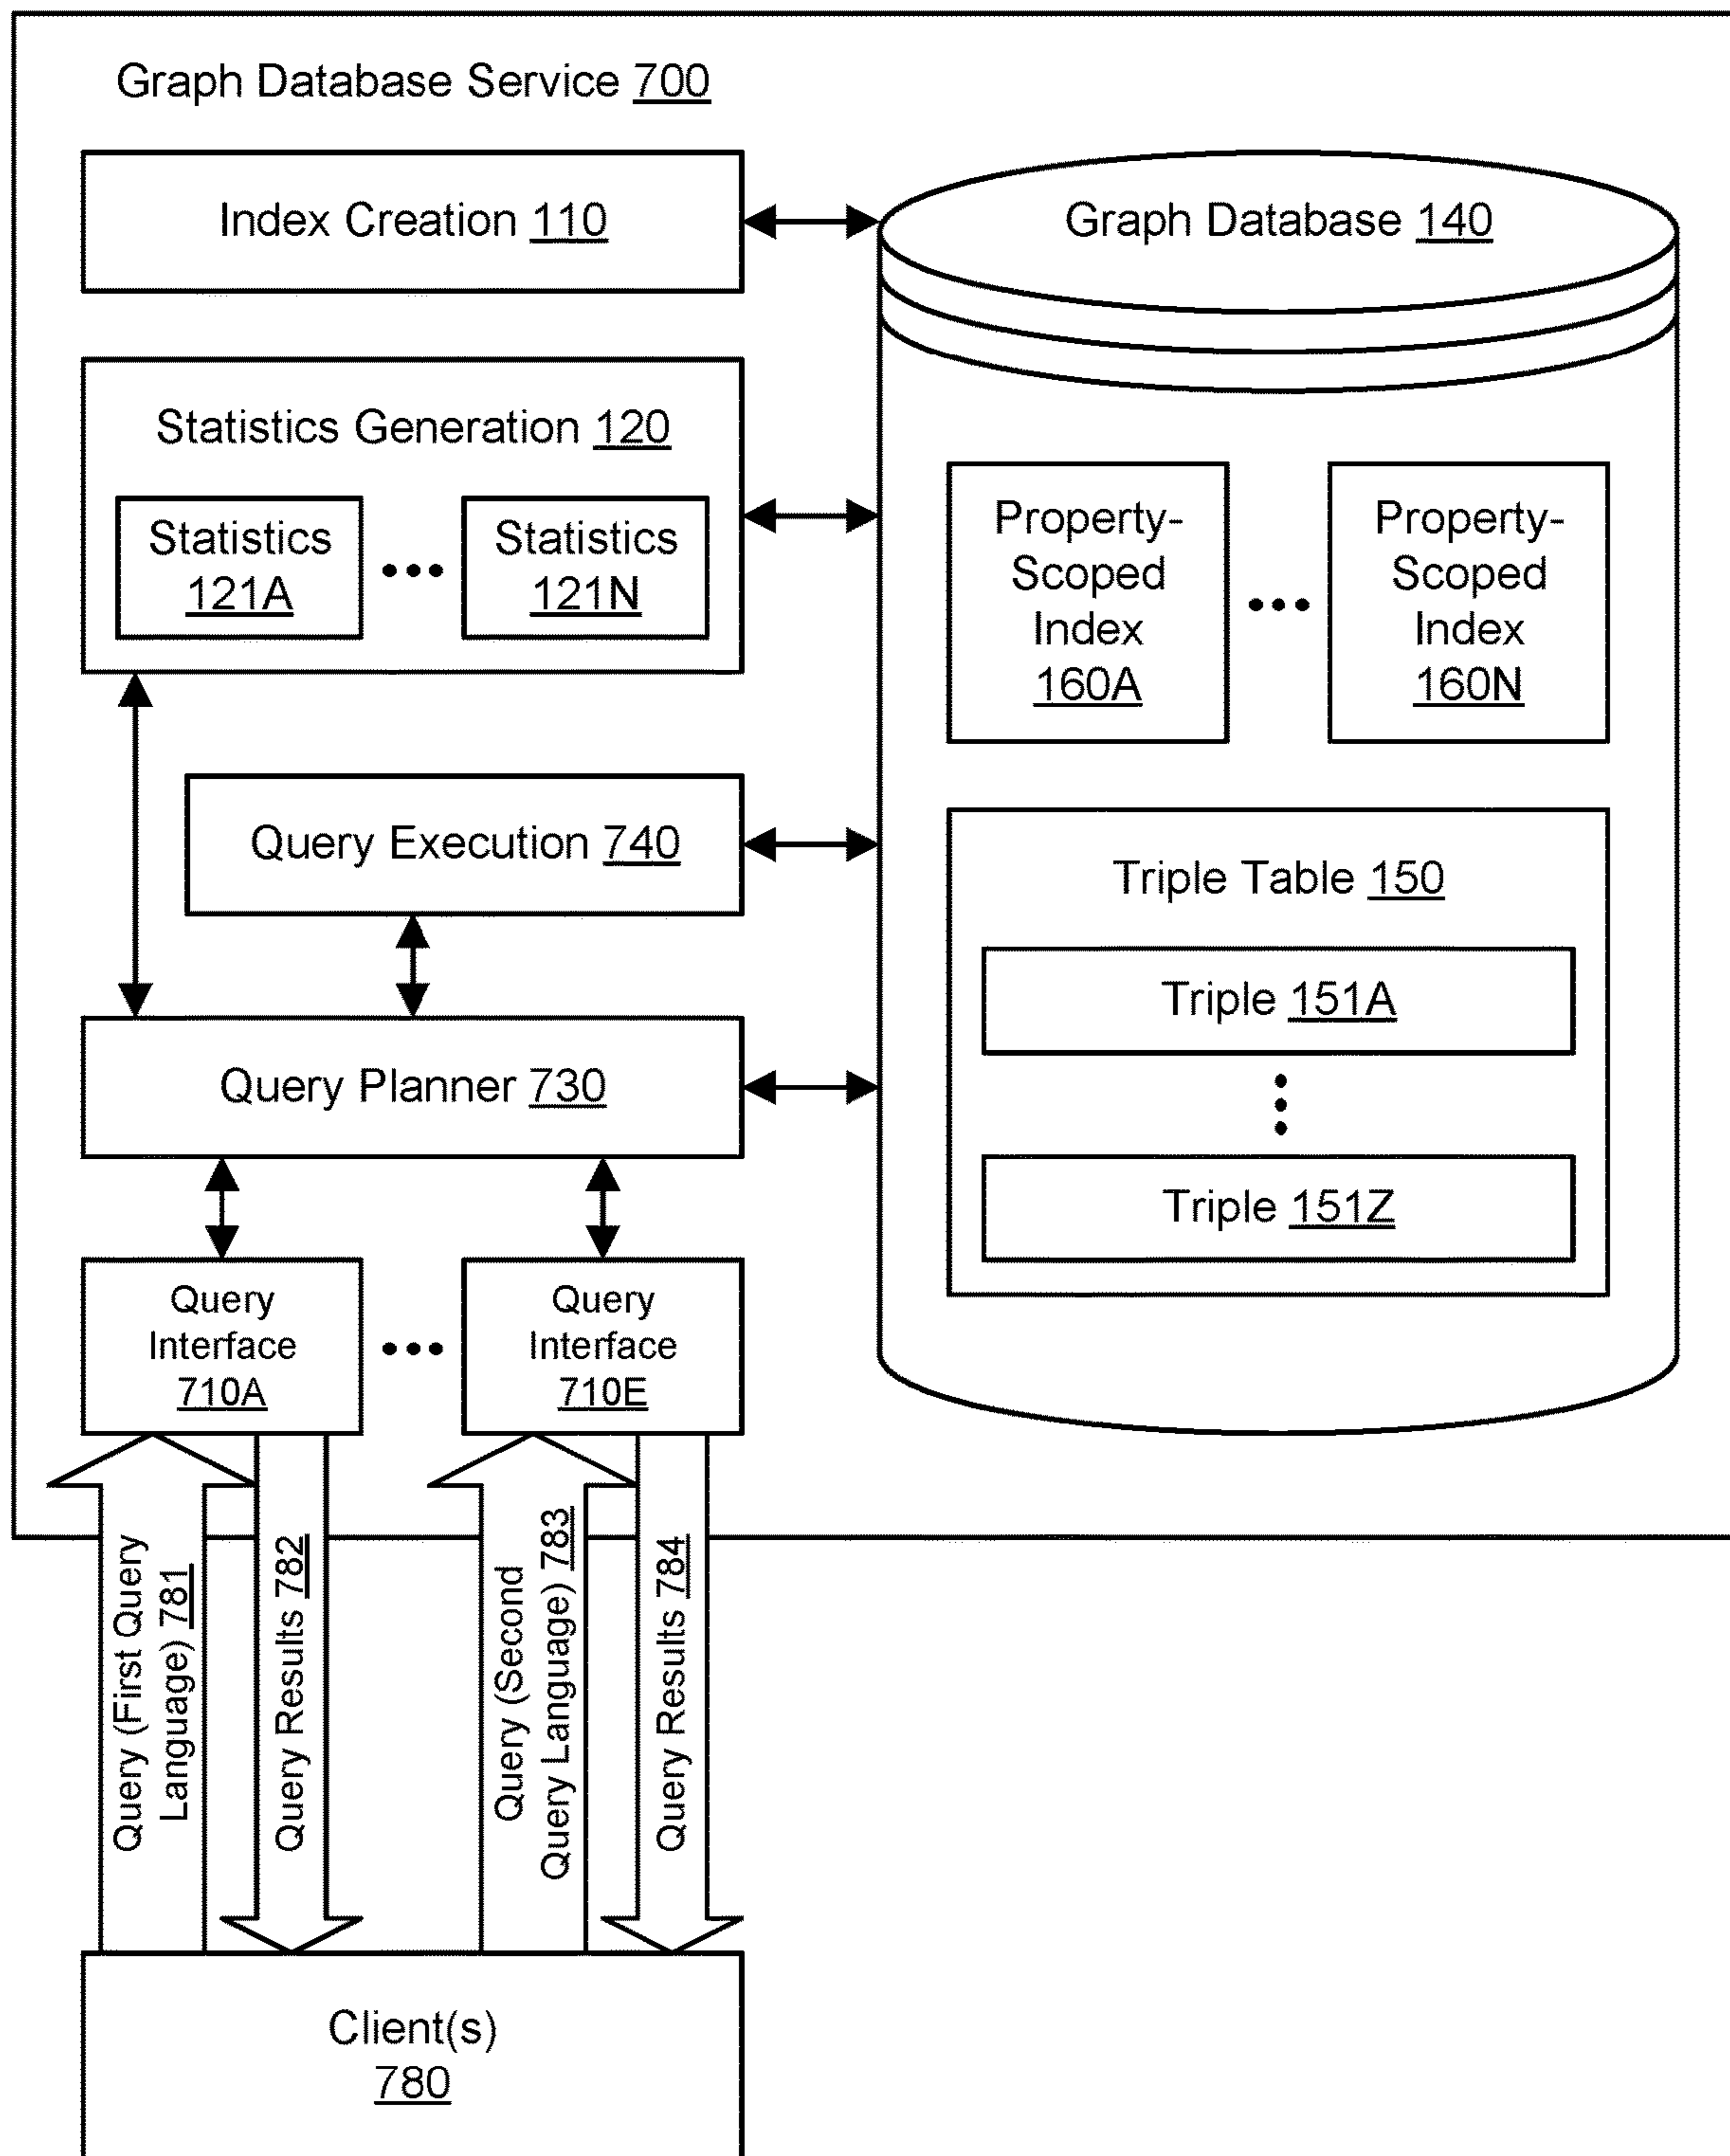 Graph Database Service 700
Index Creation 110
Graph Database 140
Statistics Generation 120
Statistics
121A
Statistics
121N
Property-
Scoped
Index
160A
Property-
Scoped
Index
160N
Query Execution 740
Triple Table 150
Triple 151A
Triple 151Z
Query Planner 730
Query
Interface
710A
Query
Interface
710E
Query (First Query
Language) 781
Query Results 782
Query (Second
Query Language) 783
Query Results 784
Client(s)
780